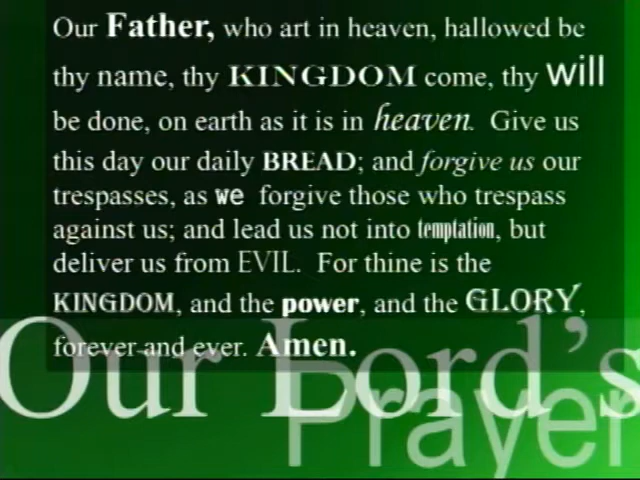 Our Father, who art in heaven, hallowed be
thy name, thy KINGDOM come, thy will
be done, on earth as it is in heaven. Give us
this day our daily BREAD; and forgive us our
trespasses, as we forgive those who trespass
against us; and lead us not into temptation, but
deliver us from EVIL. For thine is the
KINGDOM, and the power, and the GLORY,
forever and ever. Amen.
Our Lord's
Prayer